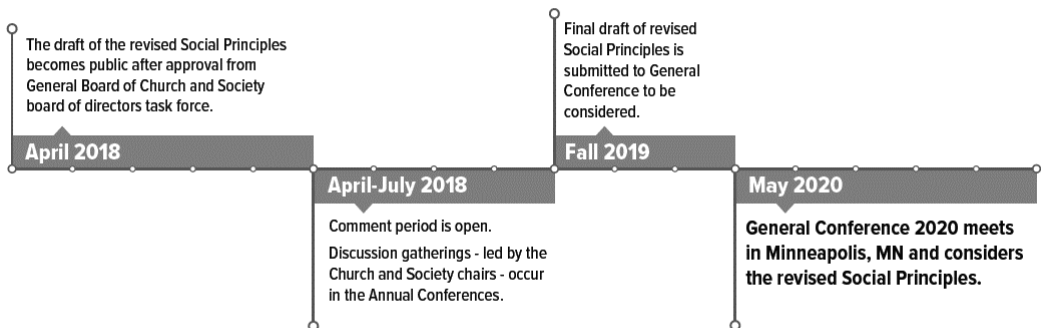 The draft of the revised Social Principles
becomes public after approval from
General Board of Church and Society
board of directors task force.
April 2018
April-July 2018
Comment period is open.
Discussion gatherings - led by the
Church and Society chairs - occur
in the Annual Conferences.
Final draft of revised
Social Principles is
submitted to General
Conference to be
considered.
Fall 2019
May 2020
General Conference 2020 meets
in Minneapolis, MN and considers
the revised Social Principles.